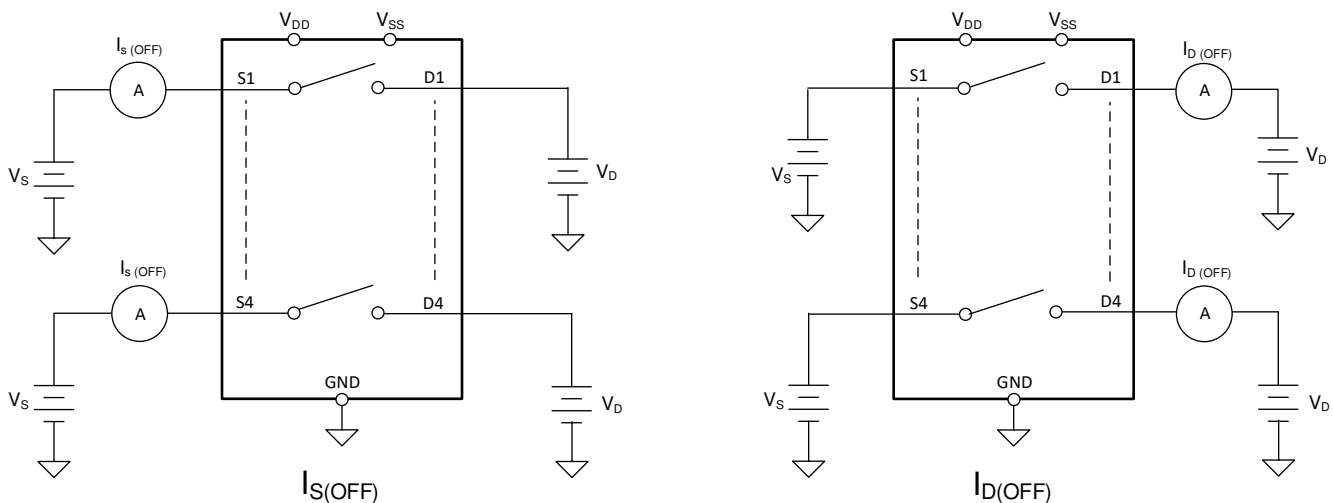 VDD VSS
Is (OFF)
A
S1 D1
VS
VD
Is (OFF)
A
S4 D4
VS
GND
VD
IS(OFF)
VDD VSS
ID (OFF)
S1 D1
A
VS
VD
ID (OFF)
S4 D4
A
VS
GND
VD
ID(OFF)